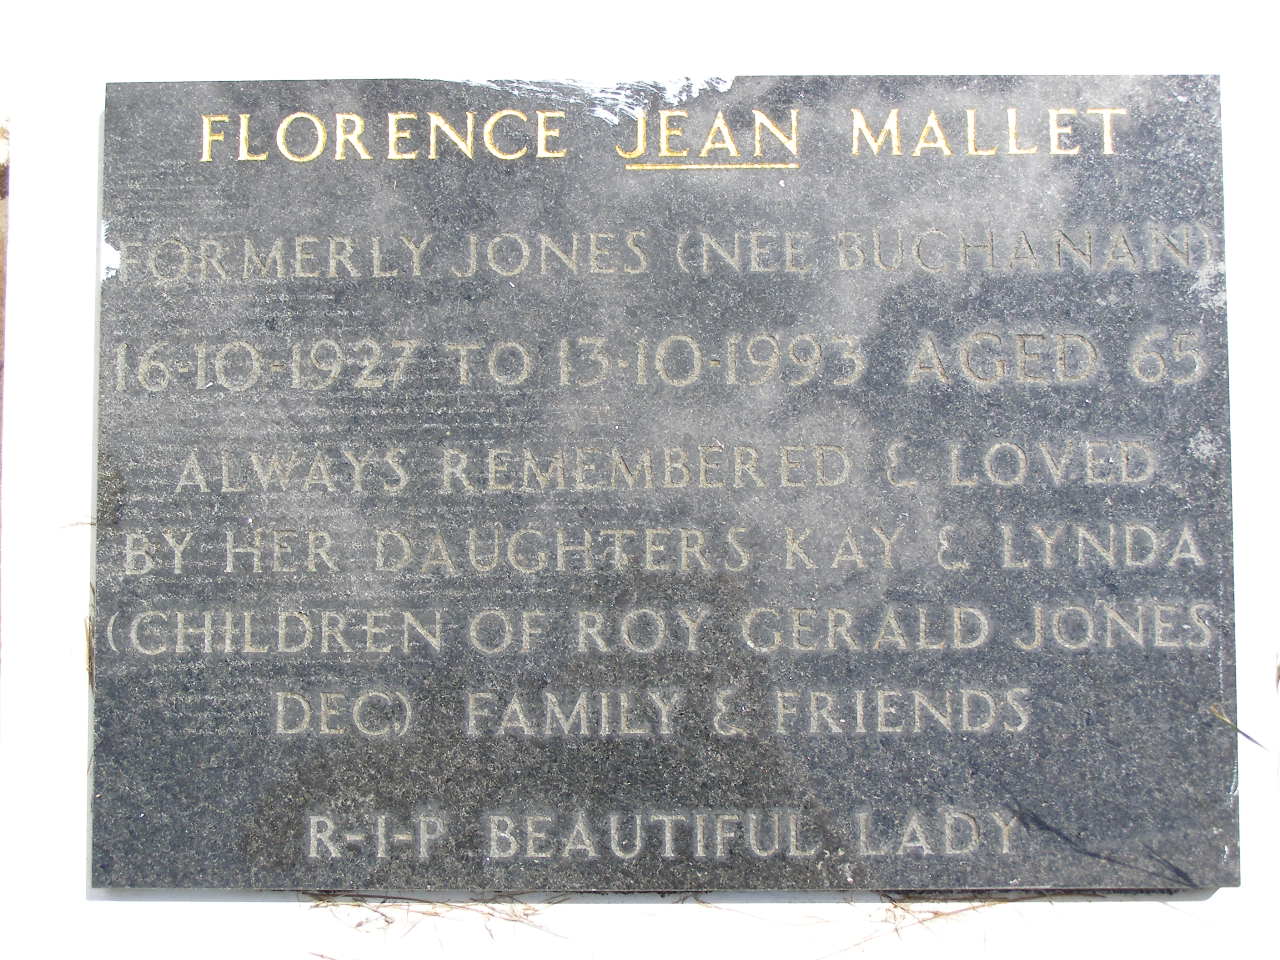 FLORENCE JEAN MALLET
FORMERLY JONES (NEE BUCHANAN)
16-10-1927 TO 13-10-1993 AGED 65
ALWAYS REMEMBERED & LOVED
BY HER DAUGHTERS KAY & LYNDA
(CHILDREN OF ROY GERALD JONES
DEC) FAMILY & FRIENDS
R-I-P BEAUTIFUL LADY